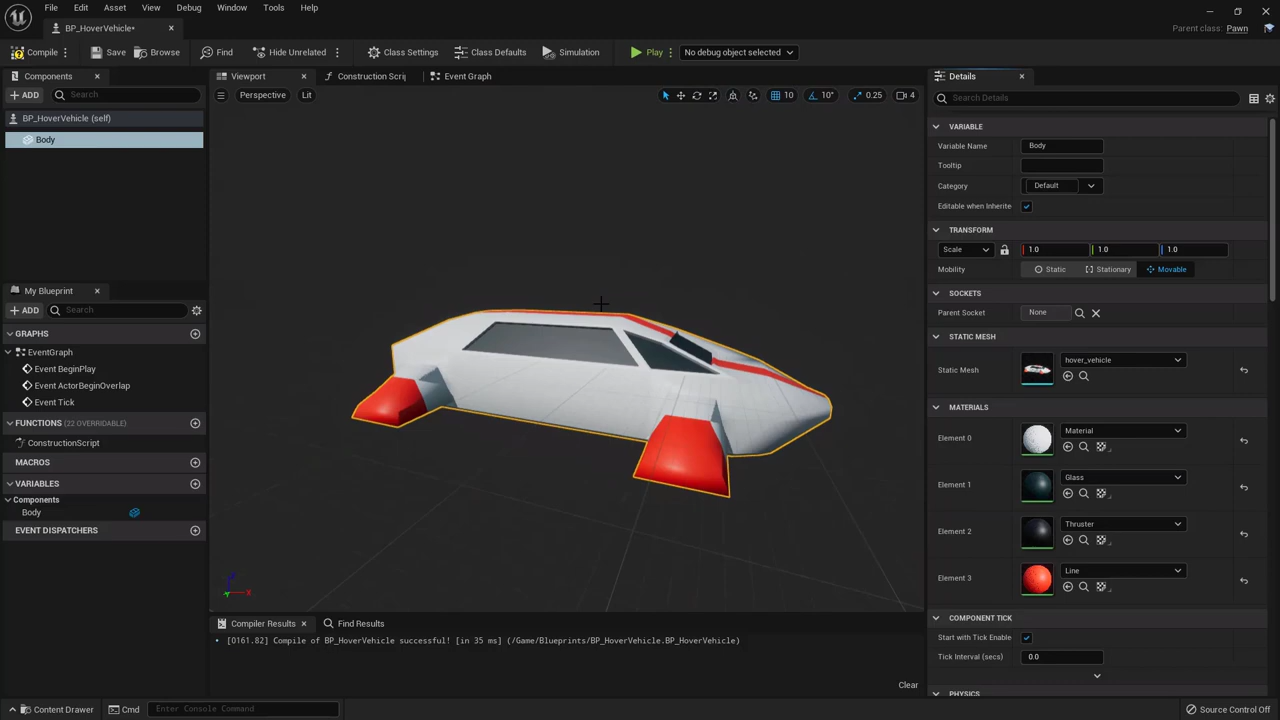 File Edit Asset View Debug Window Tools Help
BP_HoverVehicle*
Parent class: Pawn
Compile Save Browse Find Hide Unrelated Class Settings Class Defaults Simulation Play No debug object selected
Components
ADD Search
BP_HoverVehicle (self)
Body
My Blueprint
ADD Search
GRAPHS
EventGraph
Event BeginPlay
Event ActorBeginOverlap
Event Tick
FUNCTIONS (22 OVERRIDABLE)
ConstructionScript
MACROS
VARIABLES
Components
Body
EVENT DISPATCHERS
Viewport Construction Scrip Event Graph
Perspective Lit 10 10° 0.25 4
Compiler Results Find Results
[0161.82] Compile of BP_HoverVehicle successful! [in 35 ms] (/Game/Blueprints/BP_HoverVehicle.BP_HoverVehicle)
Clear
Details
Search Details
VARIABLE
Variable Name Body
Tooltip
Category Default
Editable when Inherite
TRANSFORM
Scale 1.0 1.0 1.0
Mobility Static Stationary Movable
SOCKETS
Parent Socket None
STATIC MESH
Static Mesh hover_vehicle
MATERIALS
Element 0 Material
Element 1 Glass
Element 2 Thruster
Element 3 Line
COMPONENT TICK
Start with Tick Enable
Tick Interval (secs) 0.0
PHYSICS
Content Drawer Cmd Enter Console Command Source Control Off